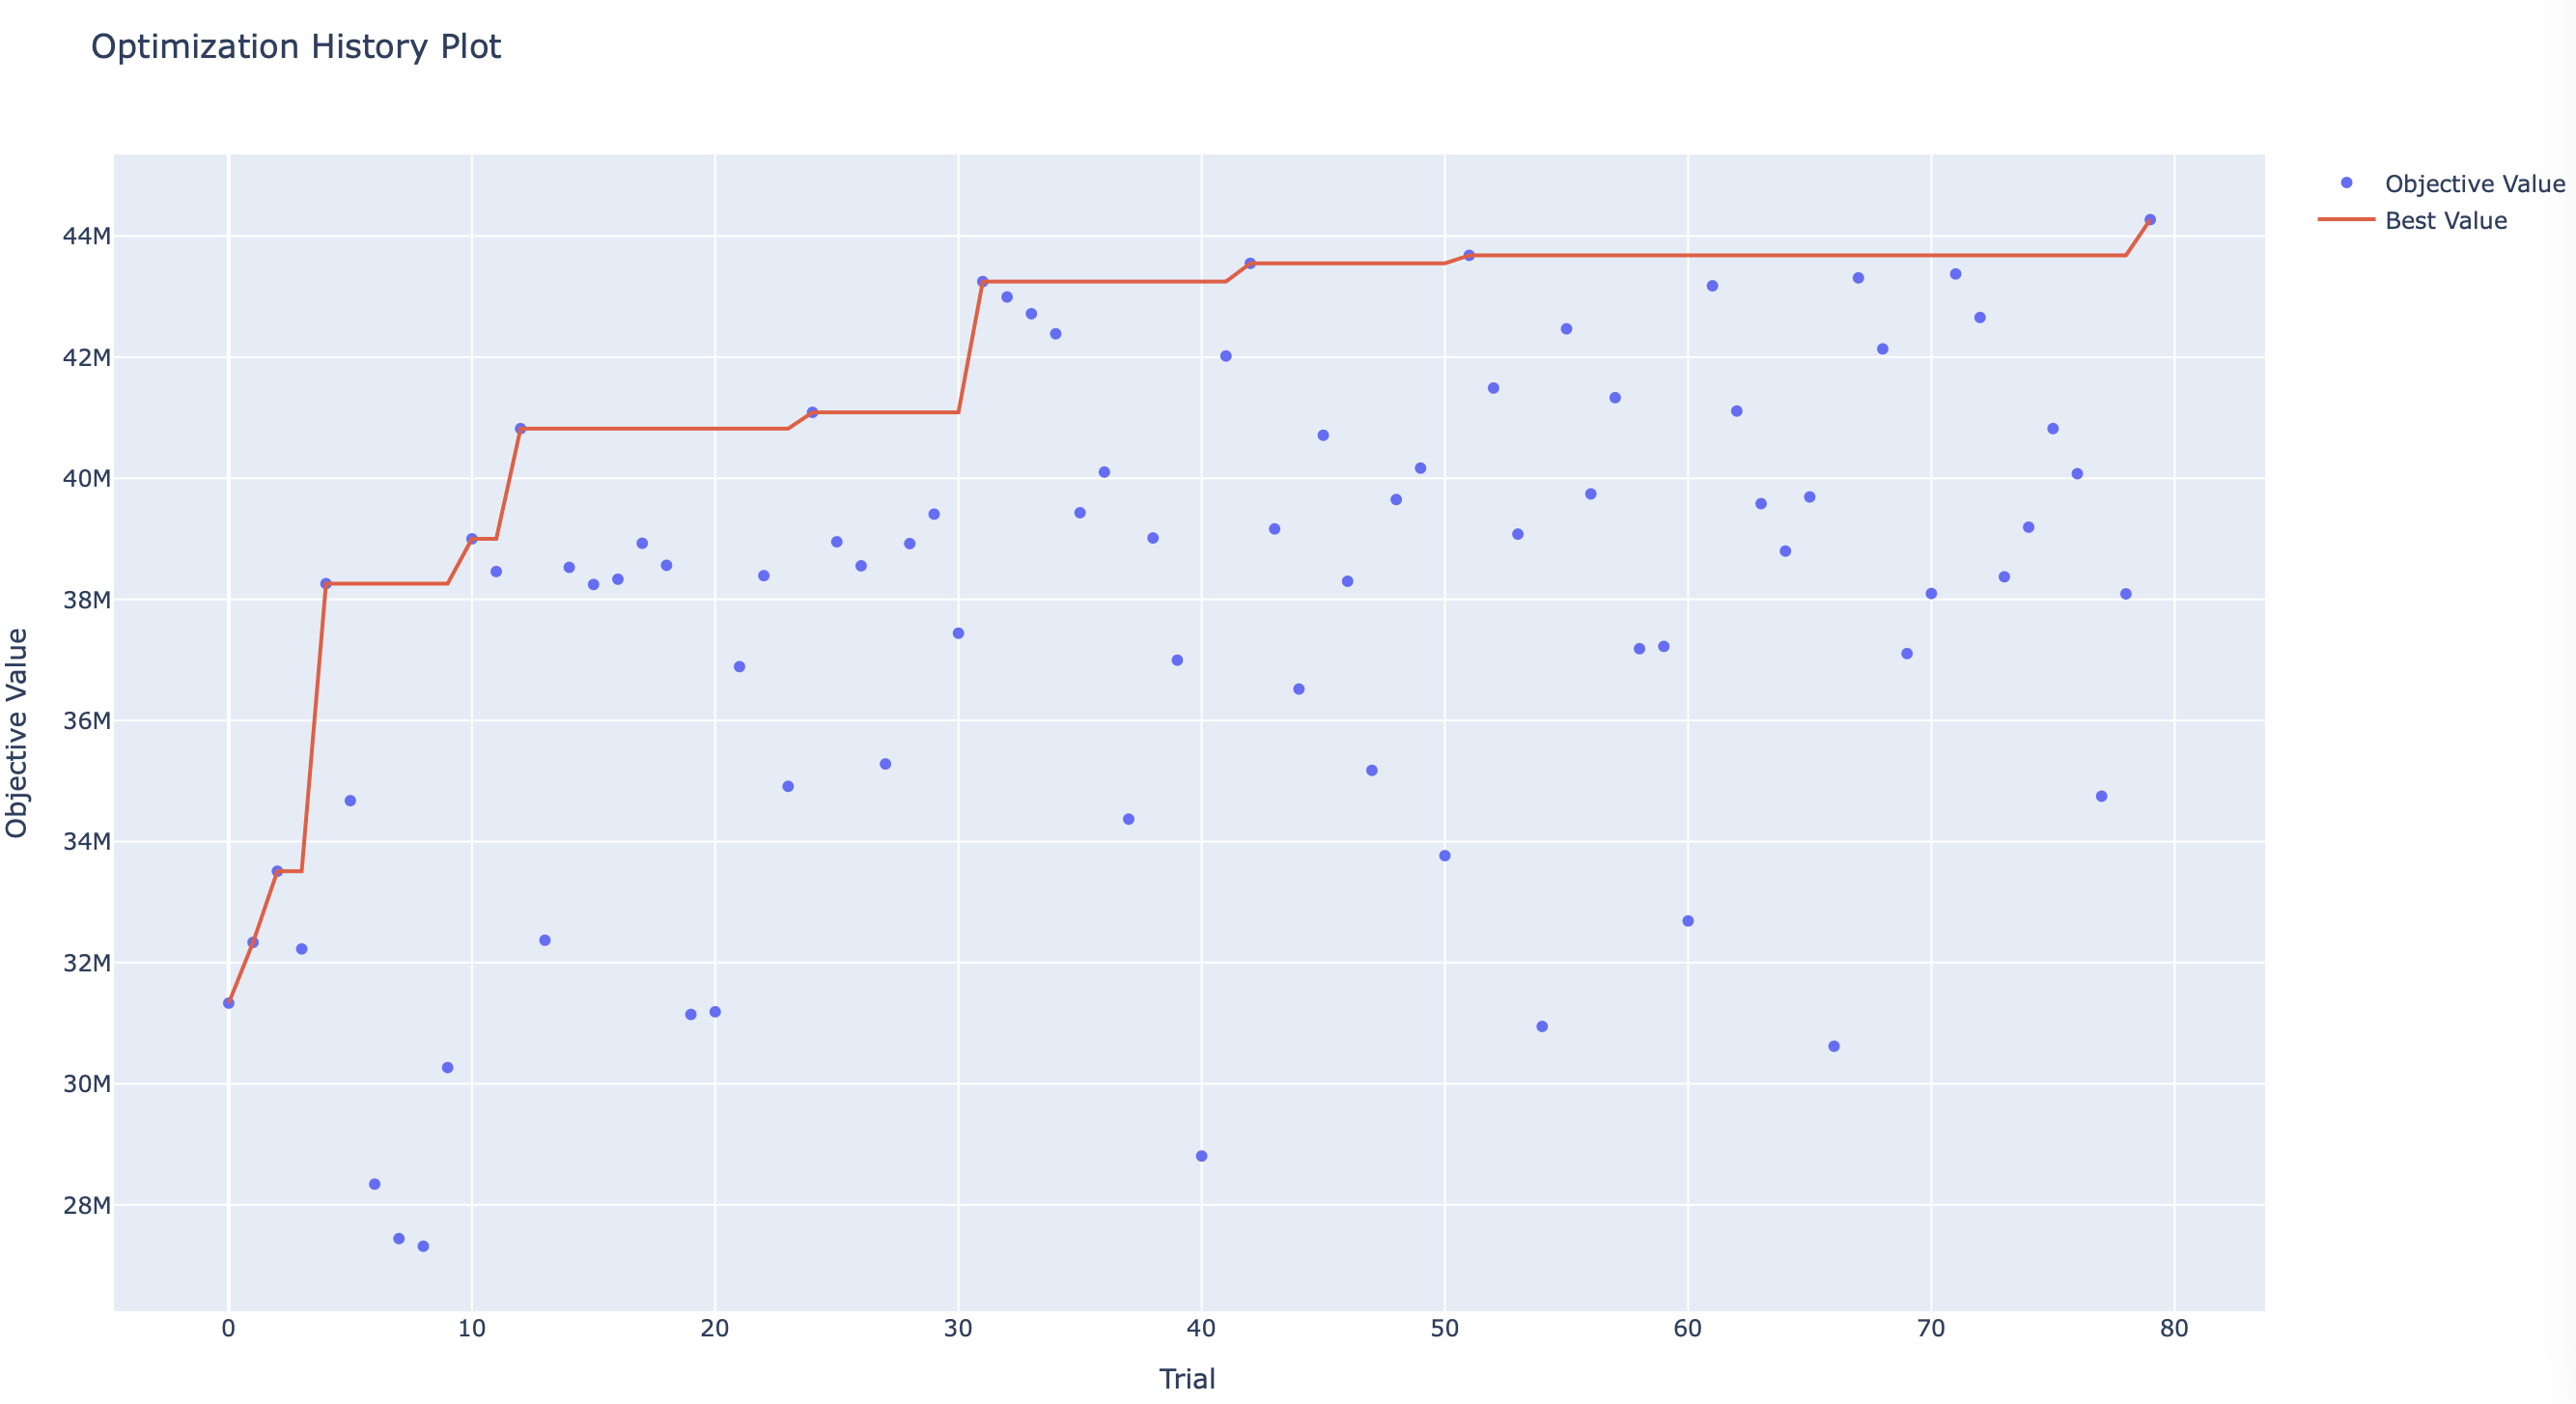 Optimization History Plot
Objective Value
Best Value
44M
42M
40M
38M
36M
34M
32M
30M
28M
Objective Value
0 10 20 30 40 50 60 70 80
Trial